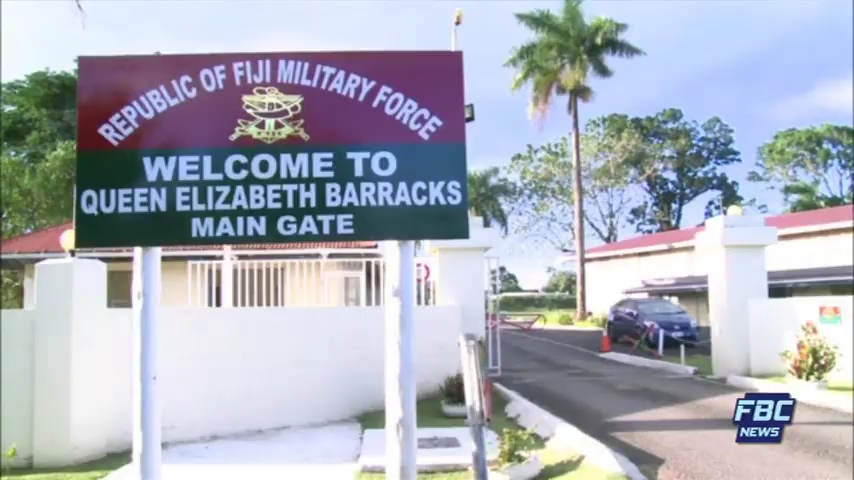 REPUBLIC OF FIJI MILITARY FORCE
WELCOME TO
QUEEN ELIZABETH BARRACKS
MAIN GATE
FBC
NEWS